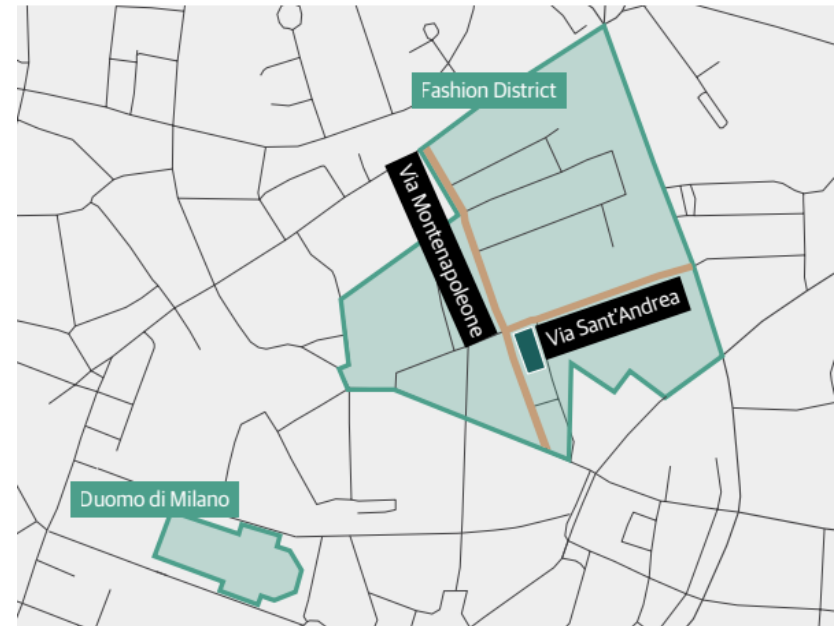 Fashion District
Via Montenapoleone
Via Sant'Andrea
Duomo di Milano